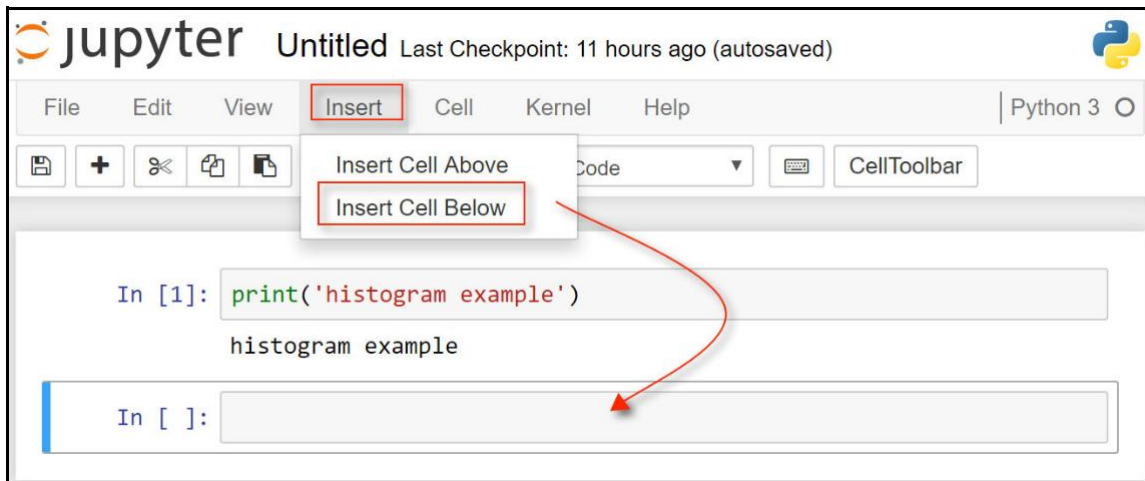 jupyter Untitled Last Checkpoint: 11 hours ago (autosaved)
File Edit View Insert Cell Kernel Help Python 3
Insert Cell Above
Code
CellToolbar
Insert Cell Below
In [1]: print('histogram example')
histogram example
In [ ]: